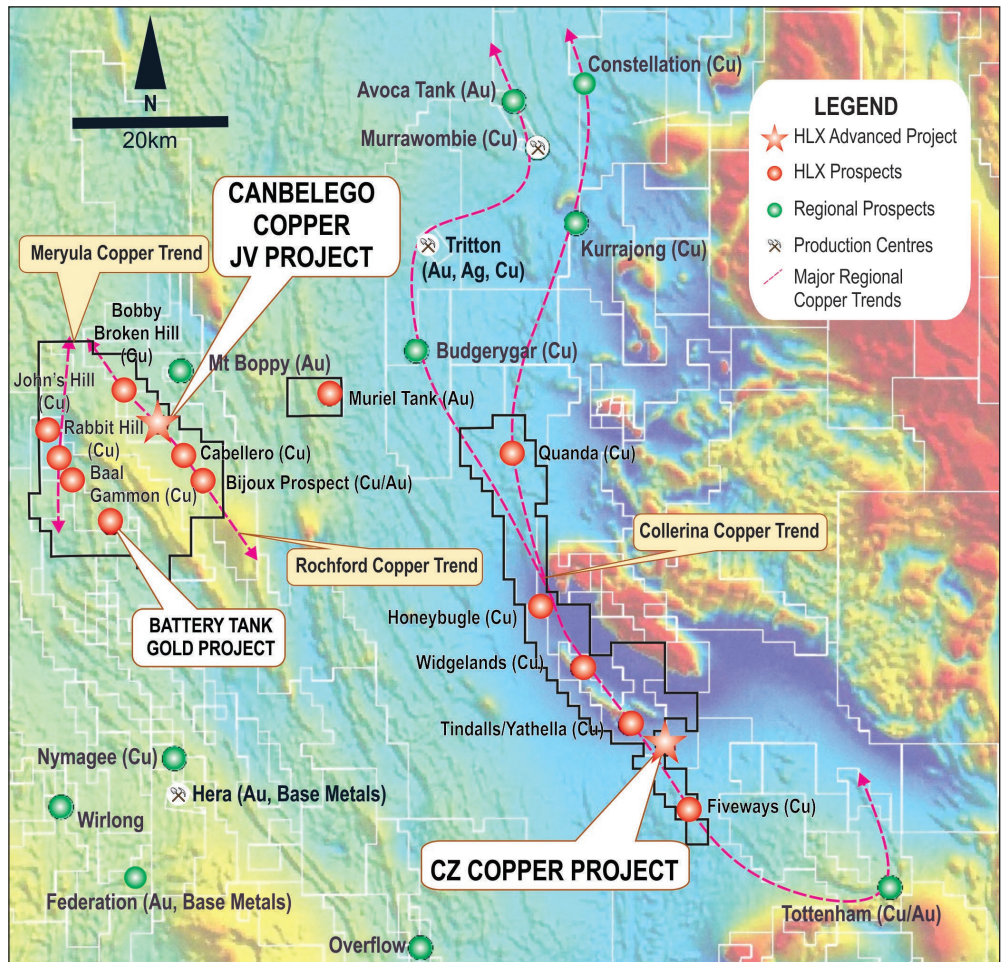 N
20km
Avoca Tank (Au)
Constellation (Cu)
Murrawombie (Cu)
LEGEND
HLX Advanced Project
HLX Prospects
Regional Prospects
Production Centres
Major Regional
Copper Trends
CANBELEGO
COPPER
JV PROJECT
Meryula Copper Trend
Tritton
(Au, Ag, Cu)
Kurrajong (Cu)
Bobby
Broken Hill
(Cu)
Mt Boppy (Au)
Budgerygar (Cu)
John's Hill
(Cu)
Muriel Tank (Au)
Rabbit Hill
(Cu)
Cabellero (Cu)
Quanda (Cu)
Baal
Gammon (Cu)
Bijoux Prospect (Cu/Au)
Collerina Copper Trend
Rochford Copper Trend
BATTERY TANK
GOLD PROJECT
Honeybugle (Cu)
Widgelands (Cu)
Tindalls/Yathella (Cu)
Nymagee (Cu)
Hera (Au, Base Metals)
Wirlong
Fiveways (Cu)
CZ COPPER PROJECT
Federation (Au, Base Metals)
Tottenham (Cu/Au)
Overflow